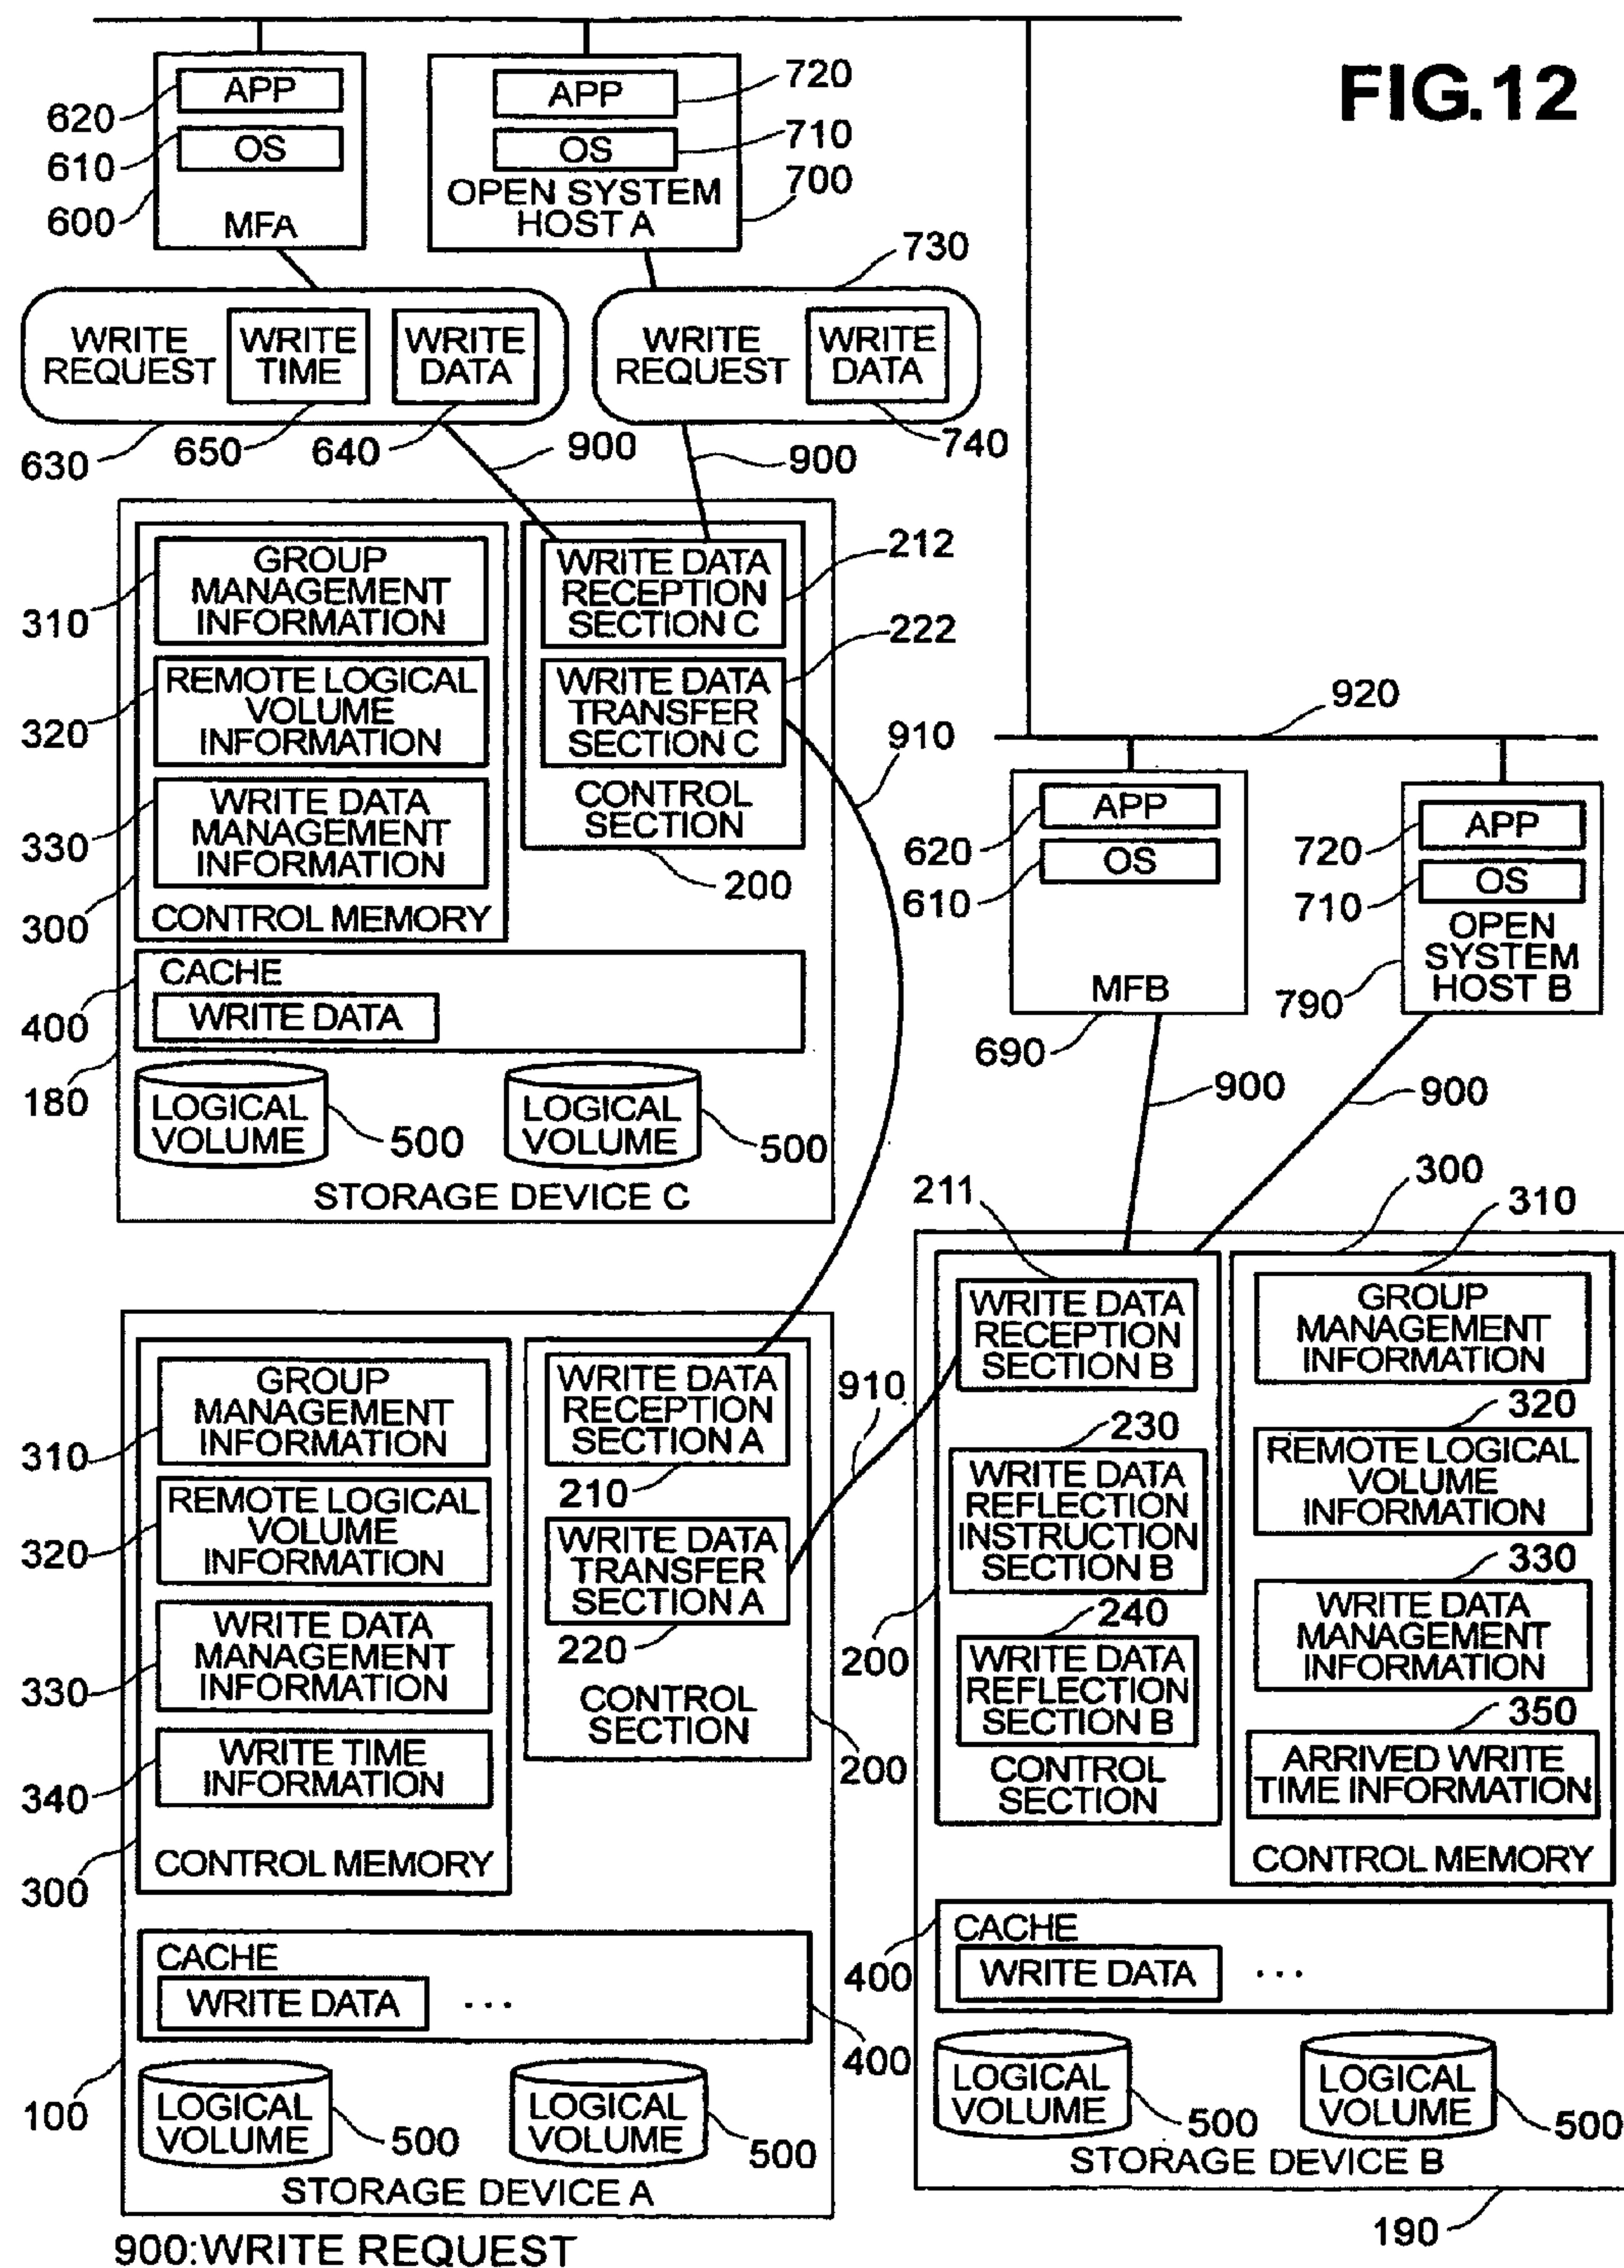 FIG.12
APP
620
OS
610
600
MFA
APP
720
OS
710
OPEN SYSTEM
HOST A
700
730
WRITE
REQUEST
WRITE
TIME
WRITE
DATA
WRITE
REQUEST
WRITE
DATA
630
650
640
900
900
740
GROUP
MANAGEMENT
INFORMATION
310
REMOTE LOGICAL
VOLUME
INFORMATION
320
WRITE DATA
MANAGEMENT
INFORMATION
330
300
CONTROL MEMORY
WRITE DATA
RECEPTION
SECTION C
212
WRITE DATA
TRANSFER
SECTION C
222
CONTROL
SECTION
200
910
CACHE
WRITE DATA
400
180
LOGICAL
VOLUME
500
LOGICAL
VOLUME
500
STORAGE DEVICE C
920
APP
620
OS
610
MFB
690
APP
720
OS
710
OPEN
SYSTEM
HOST B
790
900
900
GROUP
MANAGEMENT
INFORMATION
310
REMOTE LOGICAL
VOLUME
INFORMATION
320
WRITE DATA
MANAGEMENT
INFORMATION
330
WRITE TIME
INFORMATION
340
300
CONTROL MEMORY
WRITE DATA
RECEPTION
SECTION A
210
WRITE DATA
TRANSFER
SECTION A
220
CONTROL
SECTION
200
910
CACHE
WRITE DATA
...
400
100
LOGICAL
VOLUME
500
LOGICAL
VOLUME
500
STORAGE DEVICE A
211
WRITE DATA
RECEPTION
SECTION B
230
WRITE DATA
REFLECTION
INSTRUCTION
SECTION B
240
WRITE DATA
REFLECTION
SECTION B
200
CONTROL
SECTION
300
310
GROUP
MANAGEMENT
INFORMATION
320
REMOTE LOGICAL
VOLUME
INFORMATION
330
WRITE DATA
MANAGEMENT
INFORMATION
350
ARRIVED WRITE
TIME INFORMATION
CONTROL MEMORY
CACHE
WRITE DATA
...
400
LOGICAL
VOLUME
500
LOGICAL
VOLUME
500
STORAGE DEVICE B
190
900:WRITE REQUEST